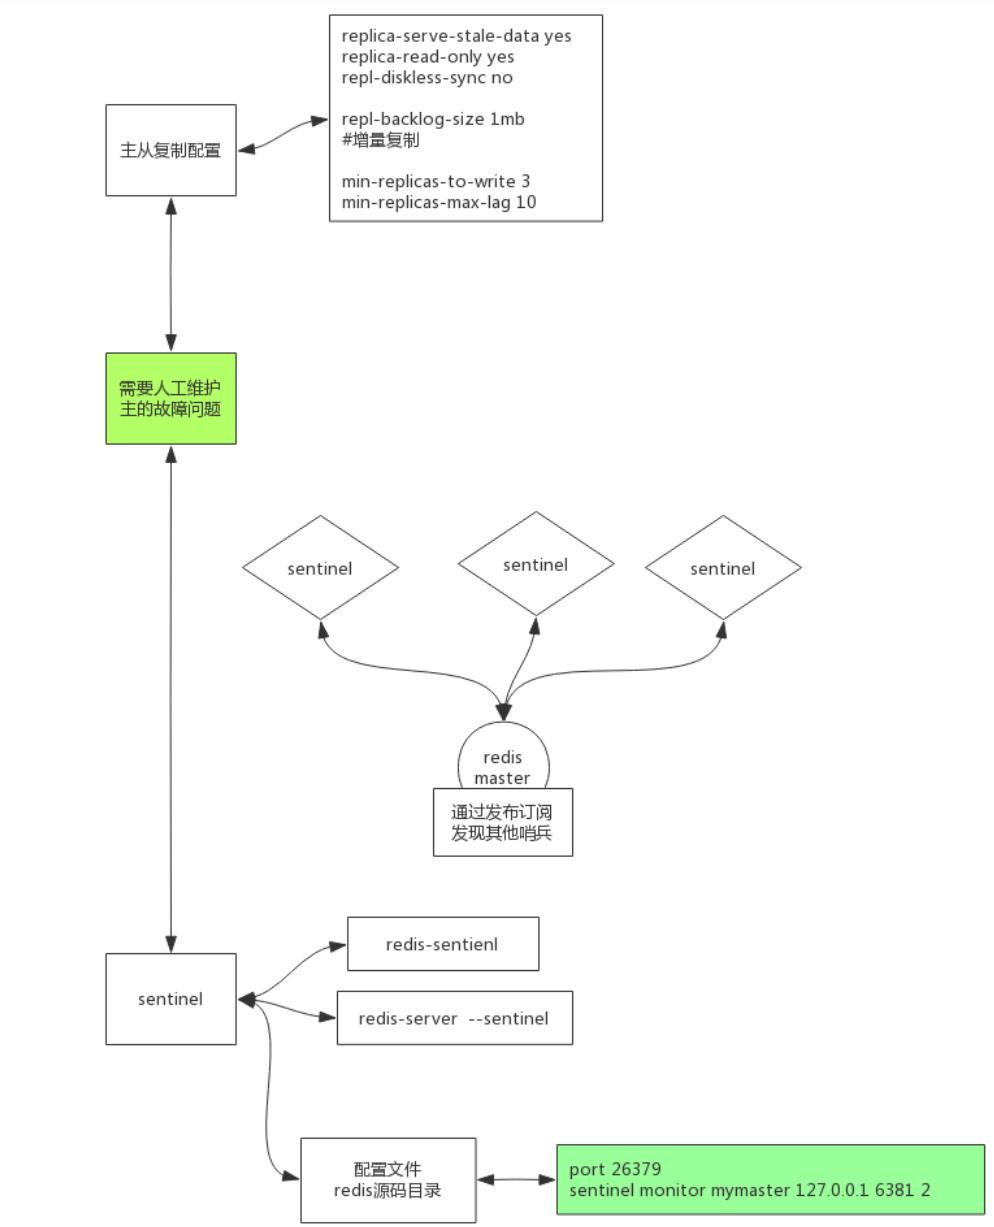 replica-serve-stale-data yes
replica-read-only yes
repl-diskless-sync no
repl-backlog-size 1mb
#增量复制
min-replicas-to-write 3
min-replicas-max-lag 10
主从复制配置
需要人工维护
主的故障问题
sentinel
sentinel
sentinel
redis
master
通过发布订阅
发现其他哨兵
redis-sentienl
sentinel
redis-server --sentinel
配置文件
redis源码目录
port 26379
sentinel monitor mymaster 127.0.0.1 6381 2